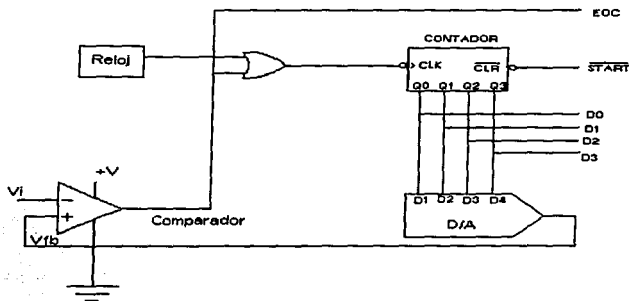 EOC
CONTADOR
Reloj
CLK
CLR
START
Q0 Q1 Q2 Q3
D0
D1
D2
D3
+V
Vi
Comparador
Vfb
D1 D2 D3 D4
D/A